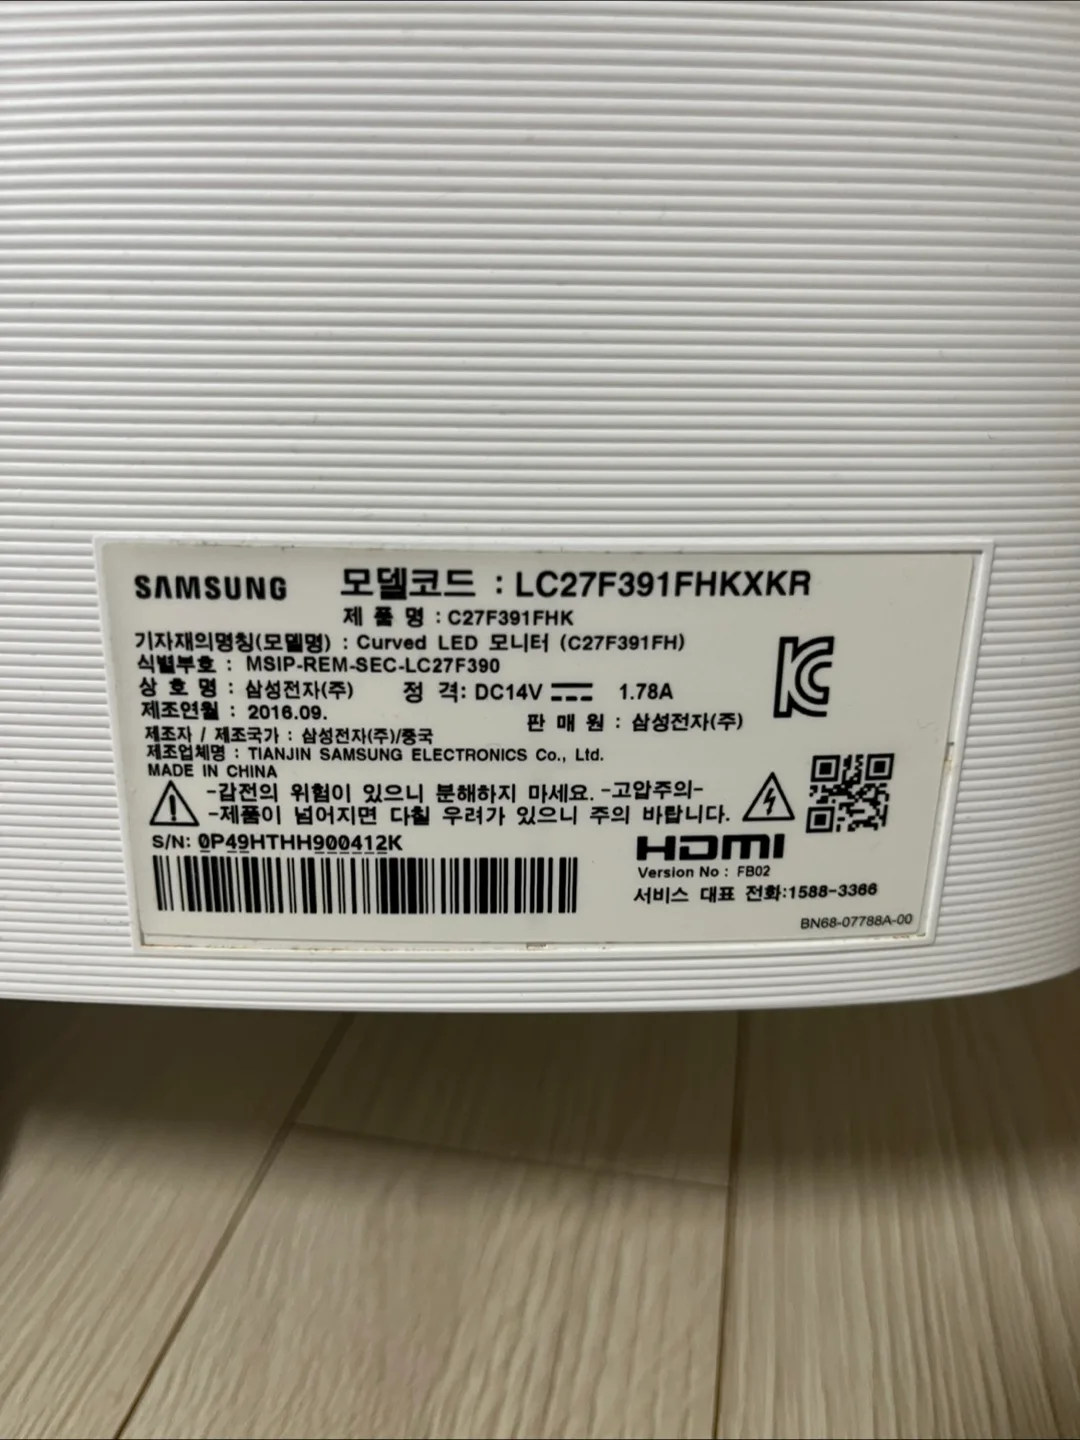 SAMSUNG 모델코드 : LC27F391FHKXKR
제 품 명 : C27F391FHK
기자재의명칭(모델명) : Curved LED 모니터 (C27F391FH)
식별부호 : MSIP-REM-SEC-LC27F390
상 호 명 : 삼성전자(주) 정 격: DC14V 1.78A
제조연월 : 2016.09. 판 매 원 : 삼성전자(주)
제조자 / 제조국가 : 삼성전자(주)/중국
제조업체명 : TIANJIN SAMSUNG ELECTRONICS Co., Ltd.
MADE IN CHINA
-감전의 위험이 있으니 분해하지 마세요. -고압주의-
-제품이 넘어지면 다칠 우려가 있으니 주의 바랍니다.
S/N: 0P49HTHH900412K
HDMI
Version No : FB02
서비스 대표 전화:1588-3366
BN68-07788A-00